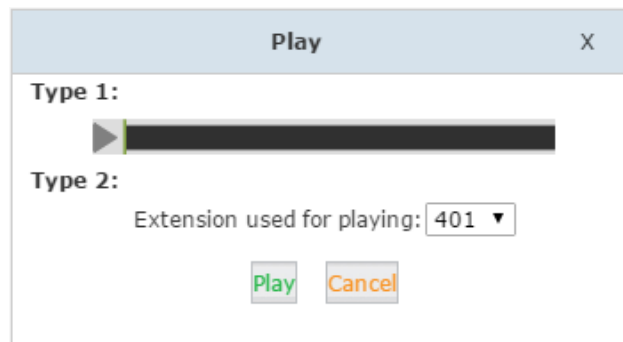 Play X
Type 1:
Type 2:
Extension used for playing: 401
Play Cancel